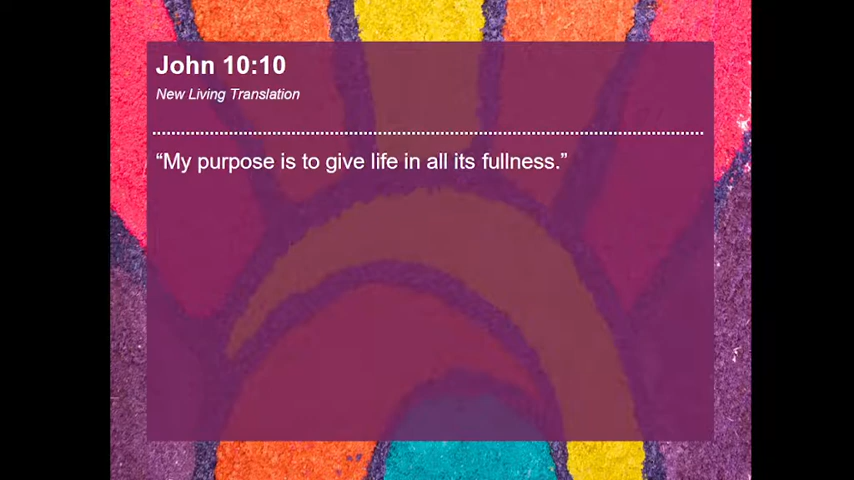 John 10:10
New Living Translation
“My purpose is to give life in all its fullness.”